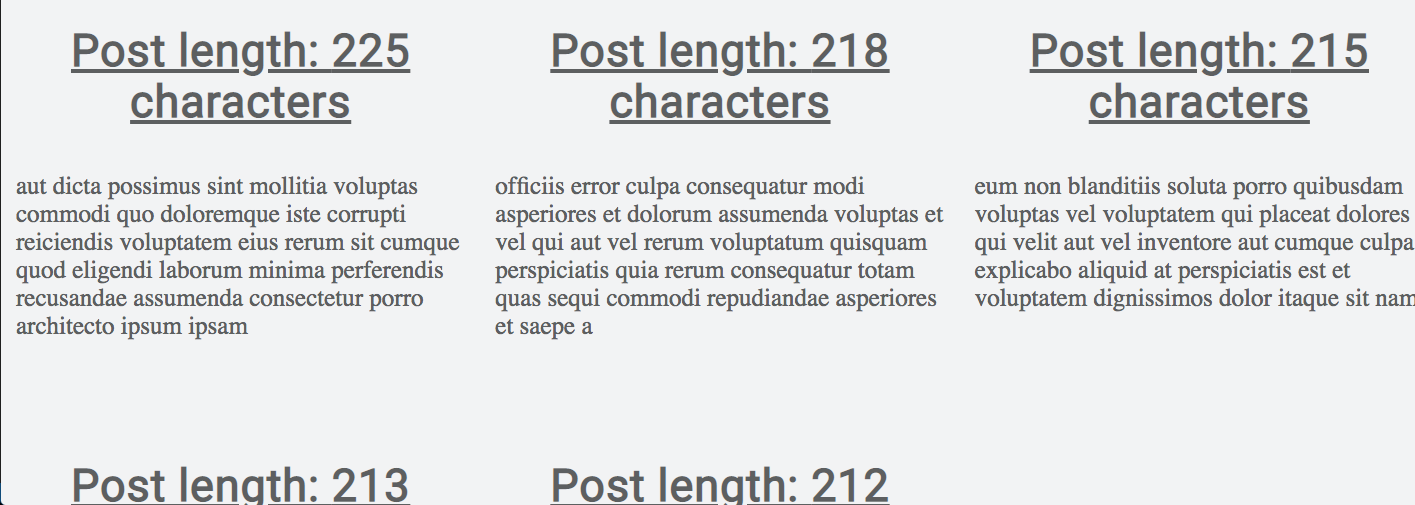 Post length: 225
characters
aut dicta possimus sint mollitia voluptas
commodi quo doloremque iste corrupti
reiciendis voluptatem eius rerum sit cumque
quod eligendi laborum minima perferendis
recusandae assumenda consectetur porro
architecto ipsum ipsam
Post length: 218
characters
officiis error culpa consequatur modi
asperiores et dolorum assumenda voluptas et
vel qui aut vel rerum voluptatum quisquam
perspiciatis quia rerum consequatur totam
quas sequi commodi repudiandae asperiores
et saepe a
Post length: 215
characters
eum non blanditiis soluta porro quibusdam
voluptas vel voluptatem qui placeat dolores
qui velit aut vel inventore aut cumque culpa
explicabo aliquid at perspiciatis est et
voluptatem dignissimos dolor itaque sit nam
Post length: 213
Post length: 212